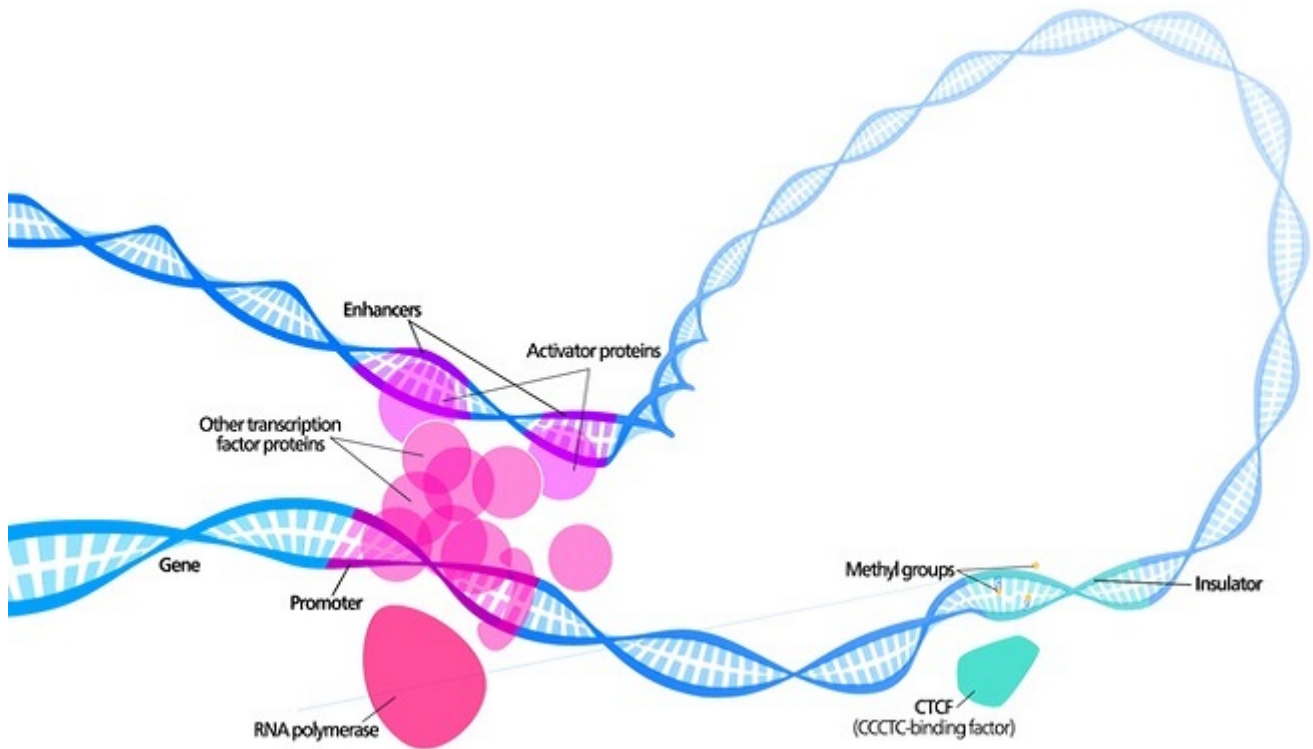 Enhancers
Activator proteins
Other transcription
factor proteins
Gene
Promoter
Methyl groups
Insulator
RNA polymerase
CTCF
(CCCTC-binding factor)